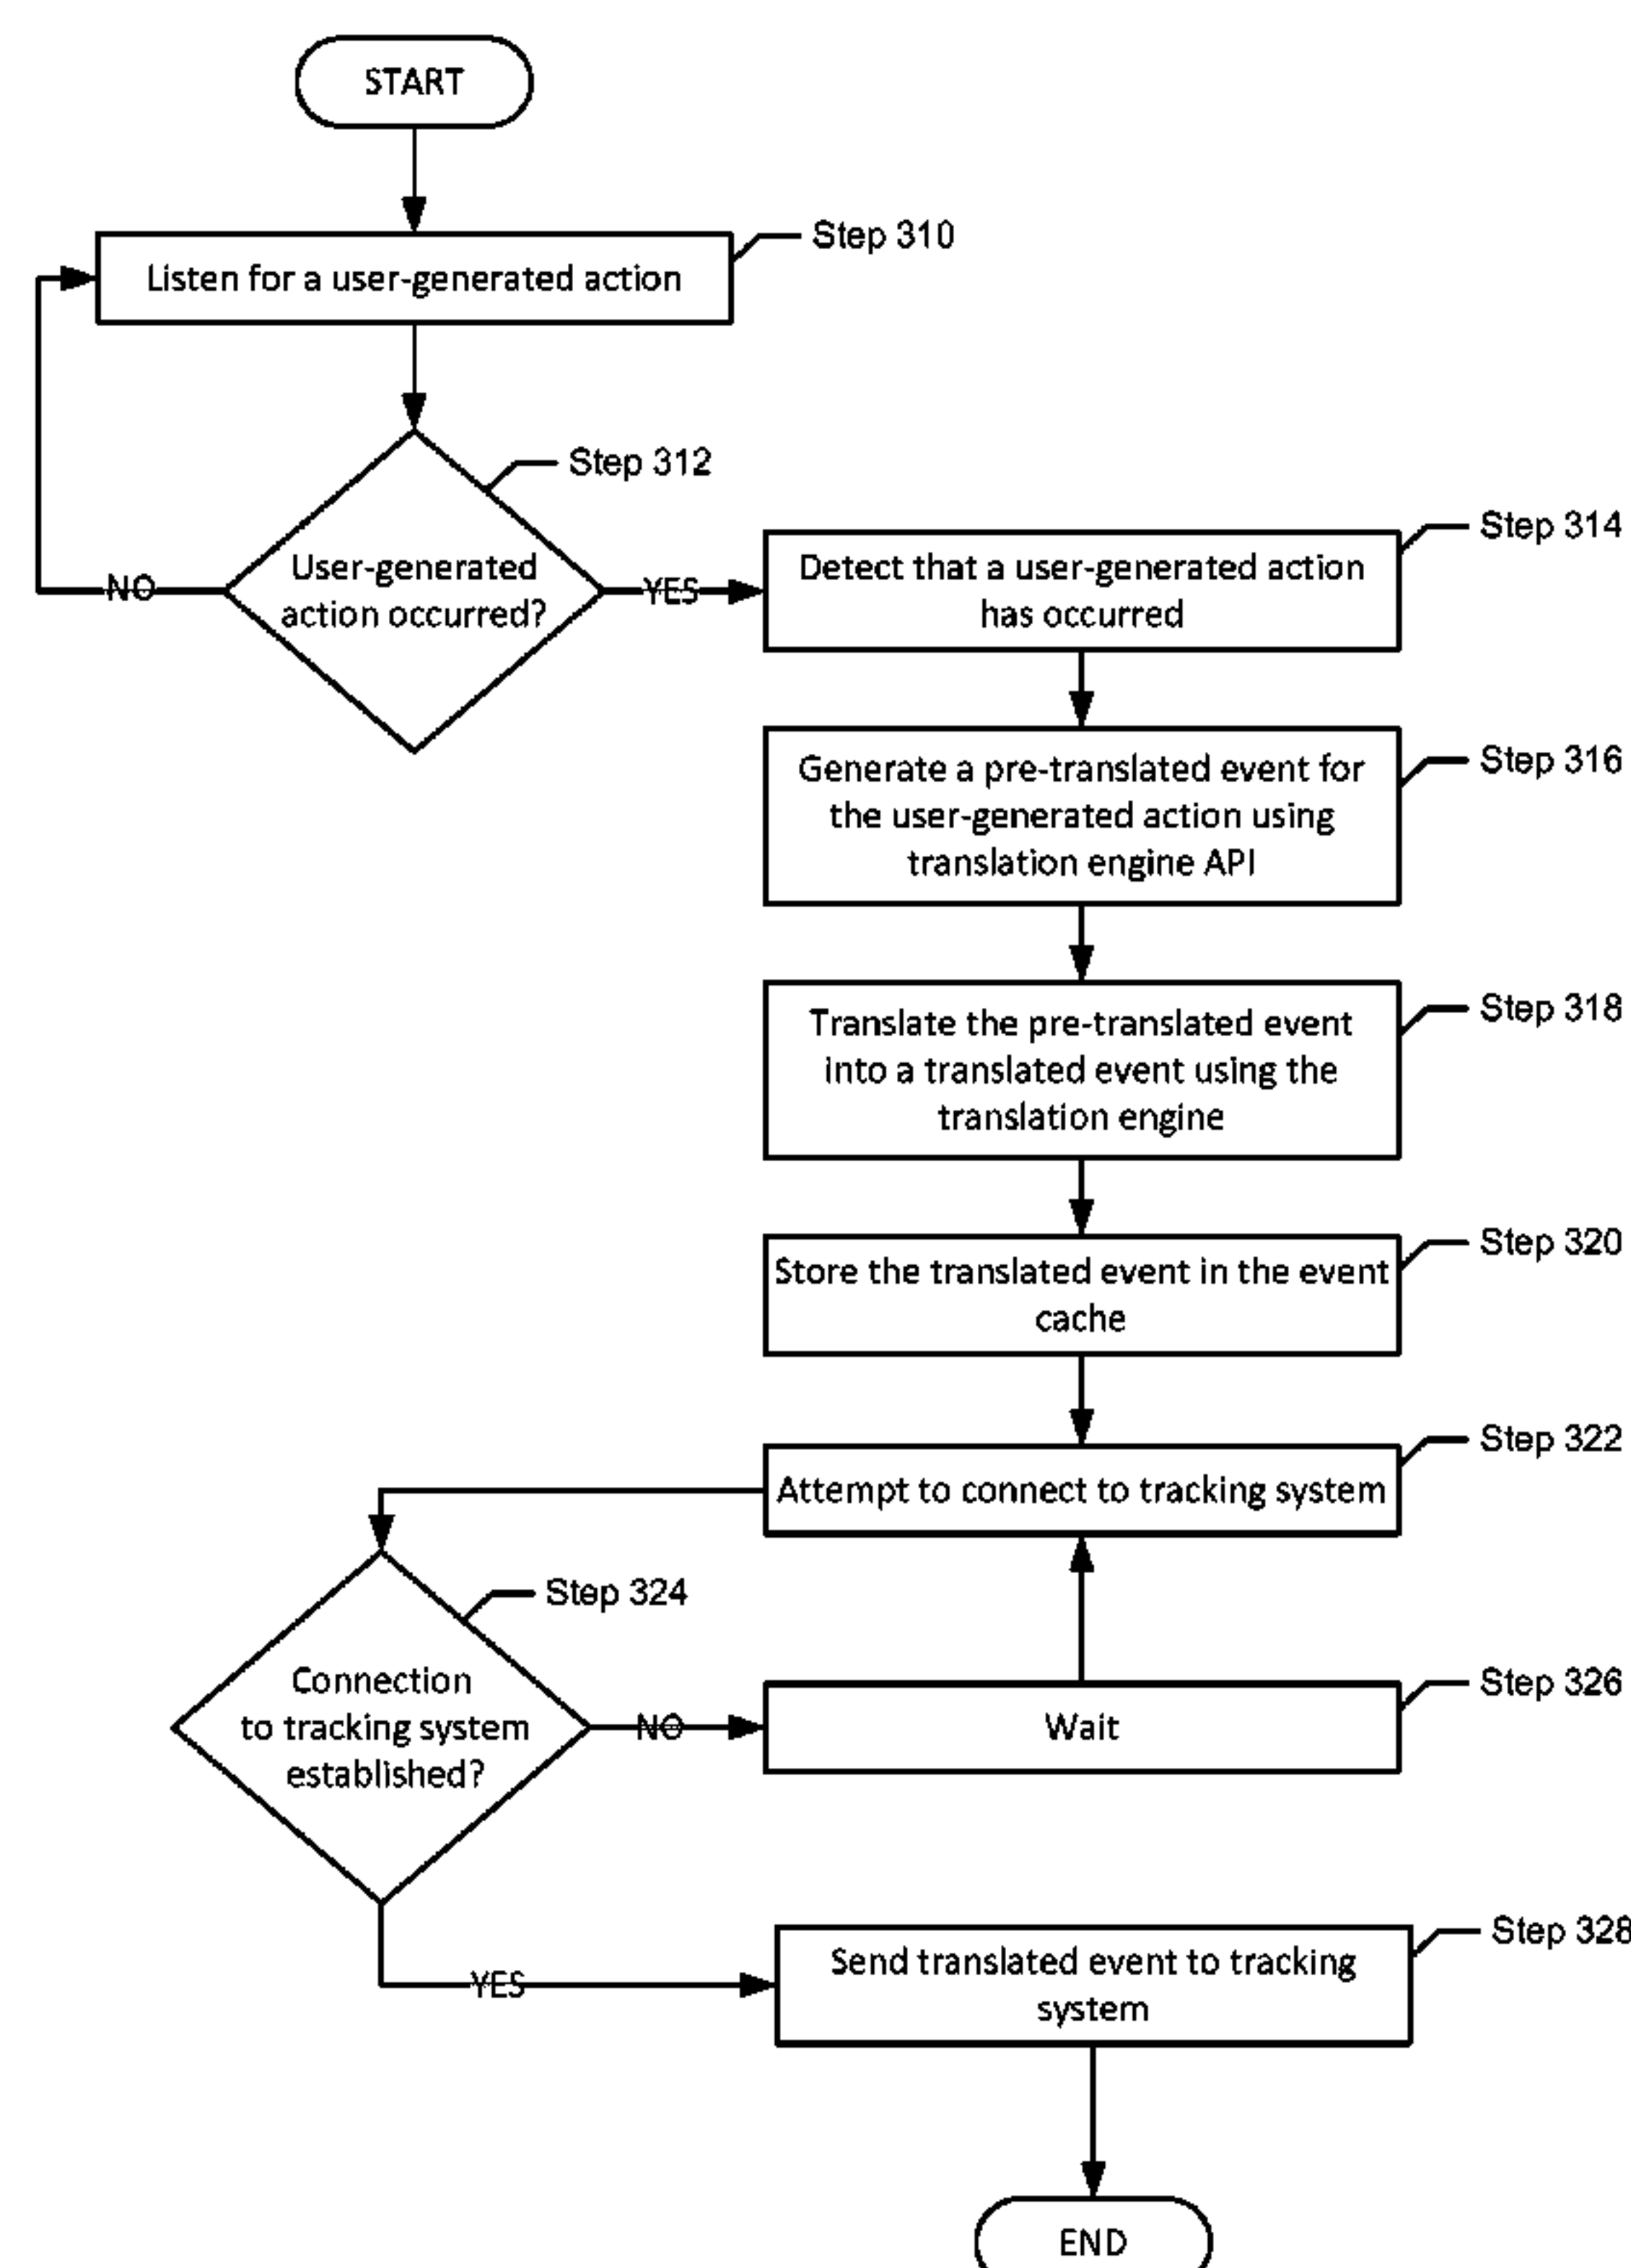 START
Step 310
Listen for a user-generated action
Step 312
User-generated
action occurred?
NO
YES
Step 314
Detect that a user-generated action
has occurred
Step 316
Generate a pre-translated event for
the user-generated action using
translation engine API
Step 318
Translate the pre-translated event
into a translated event using the
translation engine
Step 320
Store the translated event in the event
cache
Step 322
Attempt to connect to tracking system
Step 324
Connection
to tracking system
established?
NO
Step 326
Wait
YES
Step 328
Send translated event to tracking
system
END